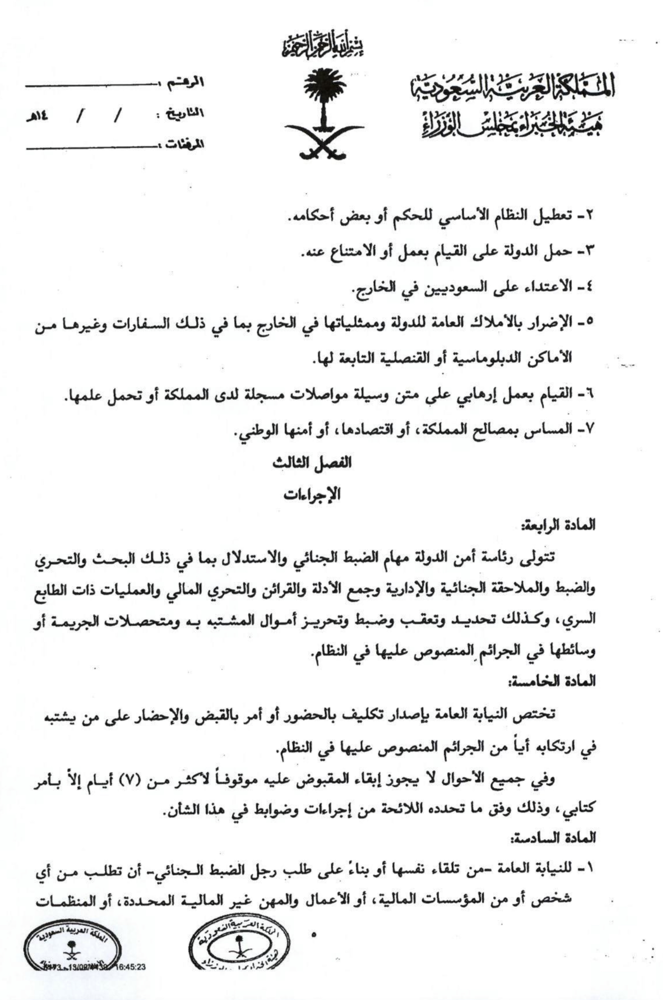 بسم الله الرحمن الرحيم
المملكة العربية السعودية
هيئة الخبراء بمجلس الوزراء
الرقم :
التاريخ : / / ١٤هـ
المرفقات :
٢- تعطيل النظام الأساسي للحكم أو بعض أحكامه.
٣- حمل الدولة على القيام بعمل أو الامتناع عنه.
٤- الاعتداء على السعوديين في الخارج.
٥- الإضرار بالأملاك العامة للدولة وممثلياتها في الخارج بما في ذلك السفارات وغيرها من
الأماكن الدبلوماسية أو القنصلية التابعة لها.
٦- القيام بعمل إرهابي على متن وسيلة مواصلات مسجلة لدى المملكة أو تحمل علمها.
٧- المساس بمصالح المملكة، أو اقتصادها، أو أمنها الوطني.
الفصل الثالث
الإجراءات
المادة الرابعة:
تتولى رئاسة أمن الدولة مهام الضبط الجنائي والاستدلال بما في ذلك البحث والتحري
والضبط والملاحقة الجنائية والإدارية وجمع الأدلة والقرائن والتحري المالي والعمليات ذات الطابع
السري، وكذلك تحديد وتعقب وضبط وتحريز أموال المشتبه به ومتحصلات الجريمة أو
وسائطها في الجرائم المنصوص عليها في النظام.
المادة الخامسة:
تختص النيابة العامة بإصدار تكليف بالحضور أو أمر بالقبض والإحضار على من يشتبه
في ارتكابه أياً من الجرائم المنصوص عليها في النظام.
وفي جميع الأحوال لا يجوز إبقاء المقبوض عليه موقوفاً لأكثر من (٧) أيام إلاّ بأمر
كتابي، وذلك وفق ما تحدده اللائحة من إجراءات وضوابط في هذا الشأن.
المادة السادسة:
١- للنيابة العامة -من تلقاء نفسها أو بناءً على طلب رجل الضبط الجنائي- أن تطلب من أي
شخص أو من المؤسسات المالية، أو الأعمال والمهن غير المالية المحددة، أو المنظمات
٥
المملكة العربية السعودية
هيئة الخبراء
المملكة العربية السعودية
16:45:23